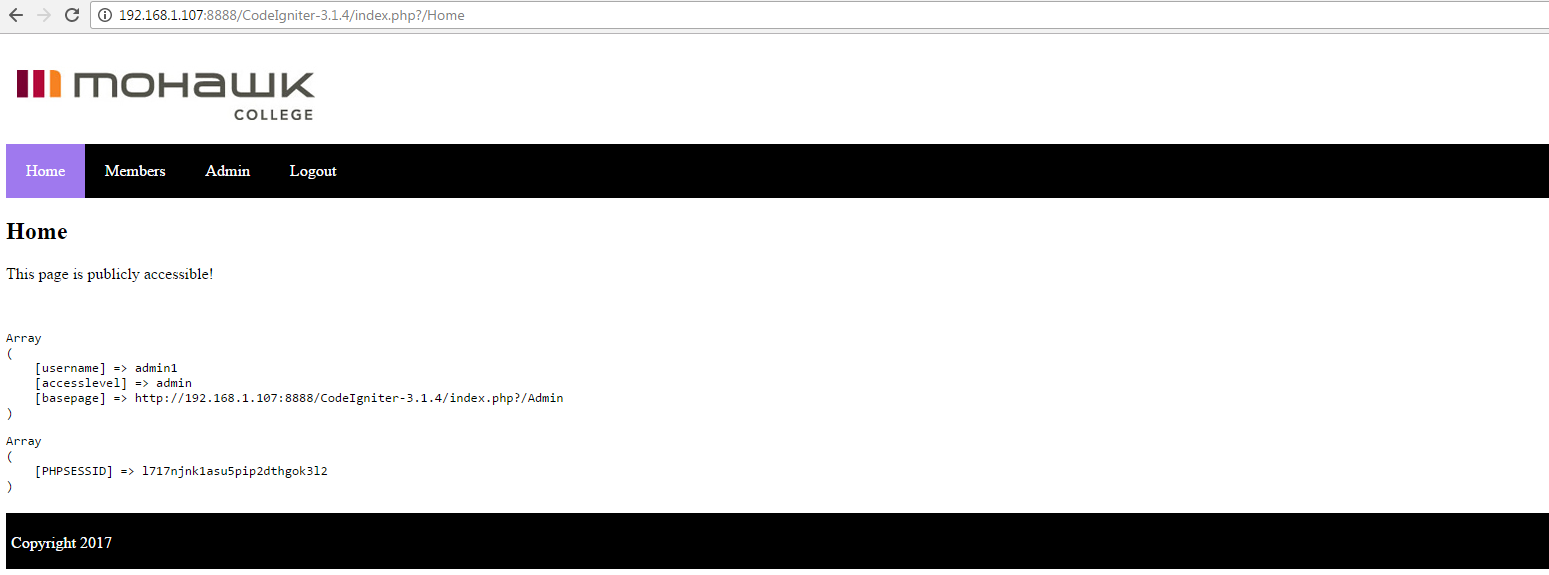 192.168.1.107:8888/CodeIgniter-3.1.4/index.php?/Home
mohawk
COLLEGE
Home Members Admin Logout
Home
This page is publicly accessible!
Array
(
[username] => admin1
[accesslevel] => admin
[basepage] => http://192.168.1.107:8888/CodeIgniter-3.1.4/index.php?/Admin
)
Array
(
[PHPSESSID] => l717njnk1asu5pip2dthgok3l2
)
Copyright 2017